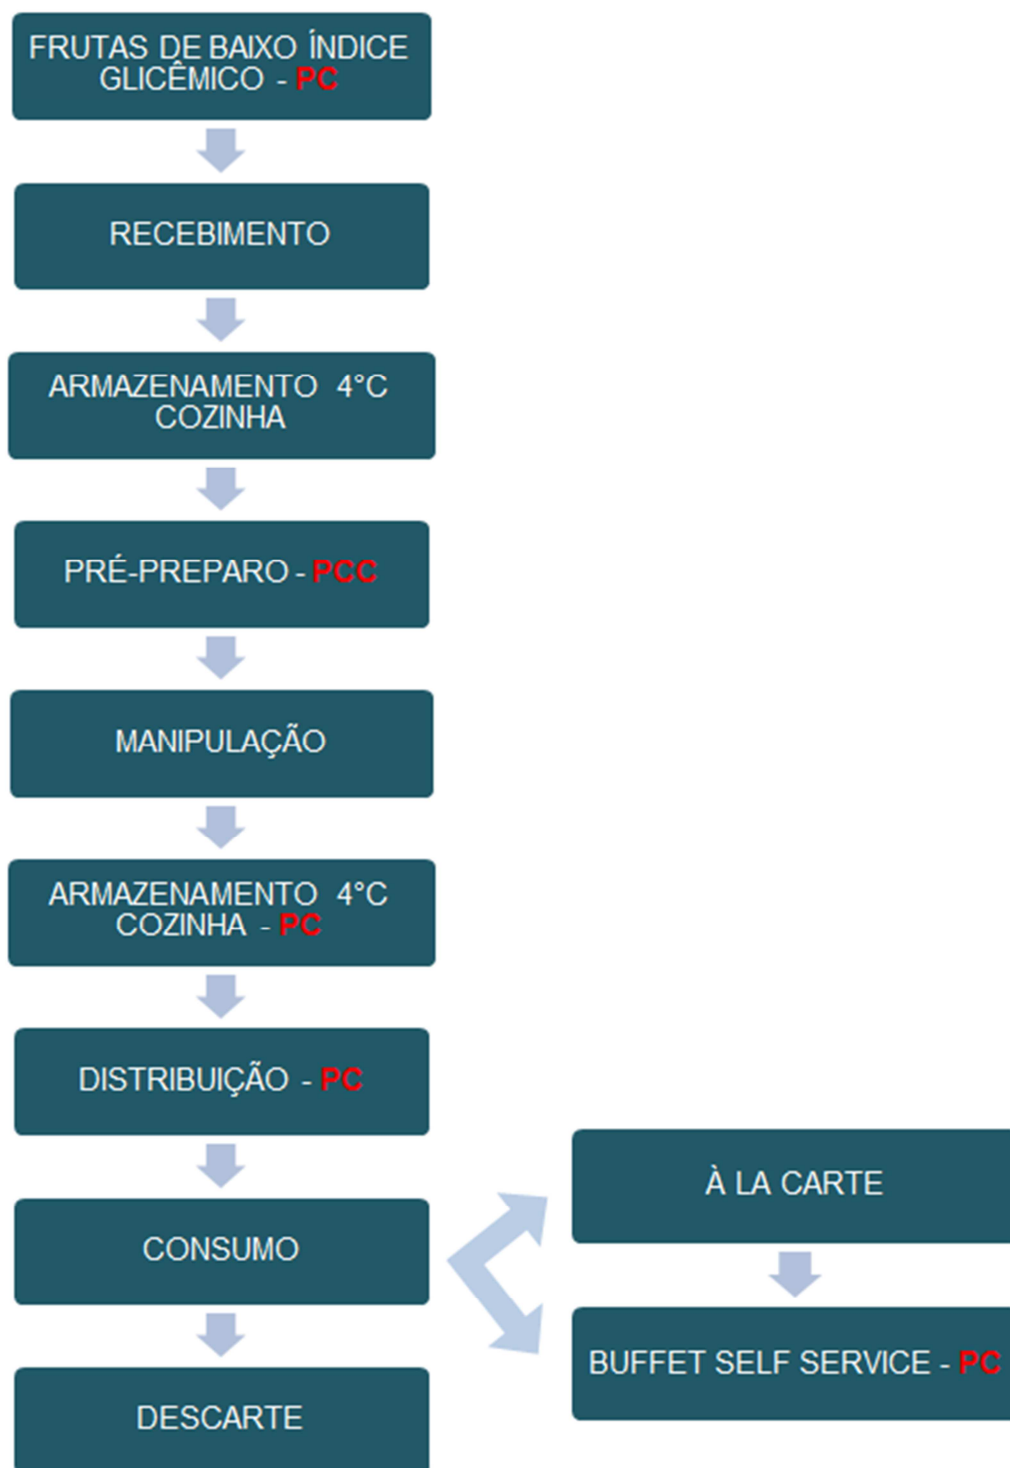 FRUTAS DE BAIXO ÍNDICE
GLICÊMICO - PC
RECEBIMENTO
ARMAZENAMENTO 4°C
COZINHA
PRÉ-PREPARO - PCC
MANIPULAÇÃO
ARMAZENAMENTO 4°C
COZINHA - PC
DISTRIBUIÇÃO - PC
CONSUMO
À LA CARTE
BUFFET SELF SERVICE - PC
DESCARTE